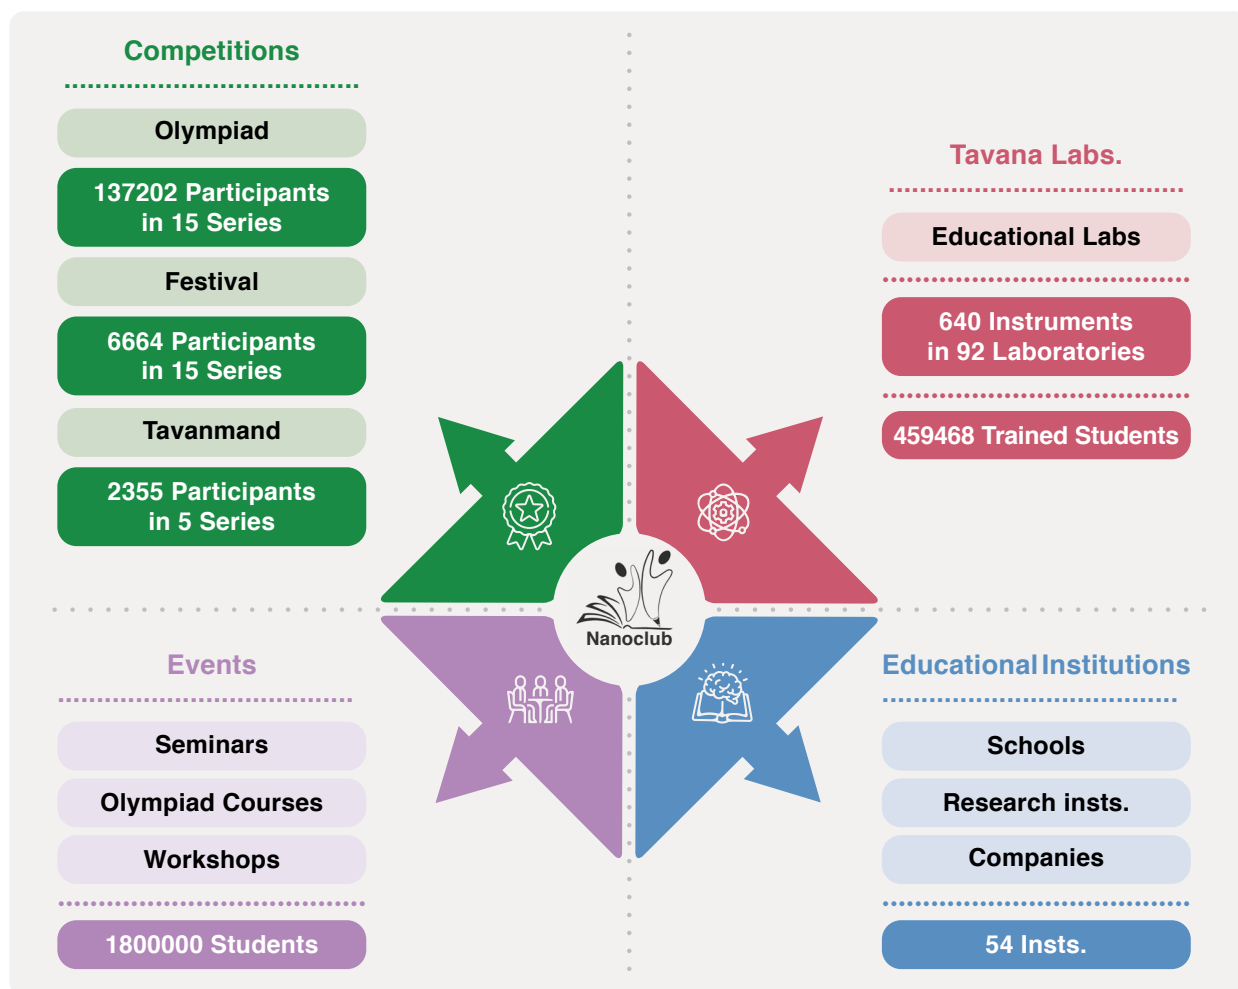 Competitions
Olympiad
137202 Participants
in 15 Series
Festival
6664 Participants
in 15 Series
Tavanmand
2355 Participants
in 5 Series
Tavana Labs.
Educational Labs
640 Instruments
in 92 Laboratories
459468 Trained Students
Nanoclub
Events
Seminars
Olympiad Courses
Workshops
1800000 Students
Educational Institutions
Schools
Research insts.
Companies
54 Insts.